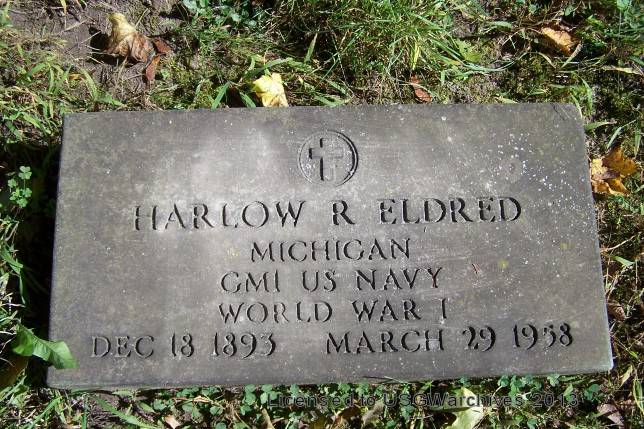 HARLOW R ELDRED
MICHIGAN
GM1 US NAVY
WORLD WAR I
DEC 18 1893 MARCH 29 1958
Licensed to USGWarchives 2013